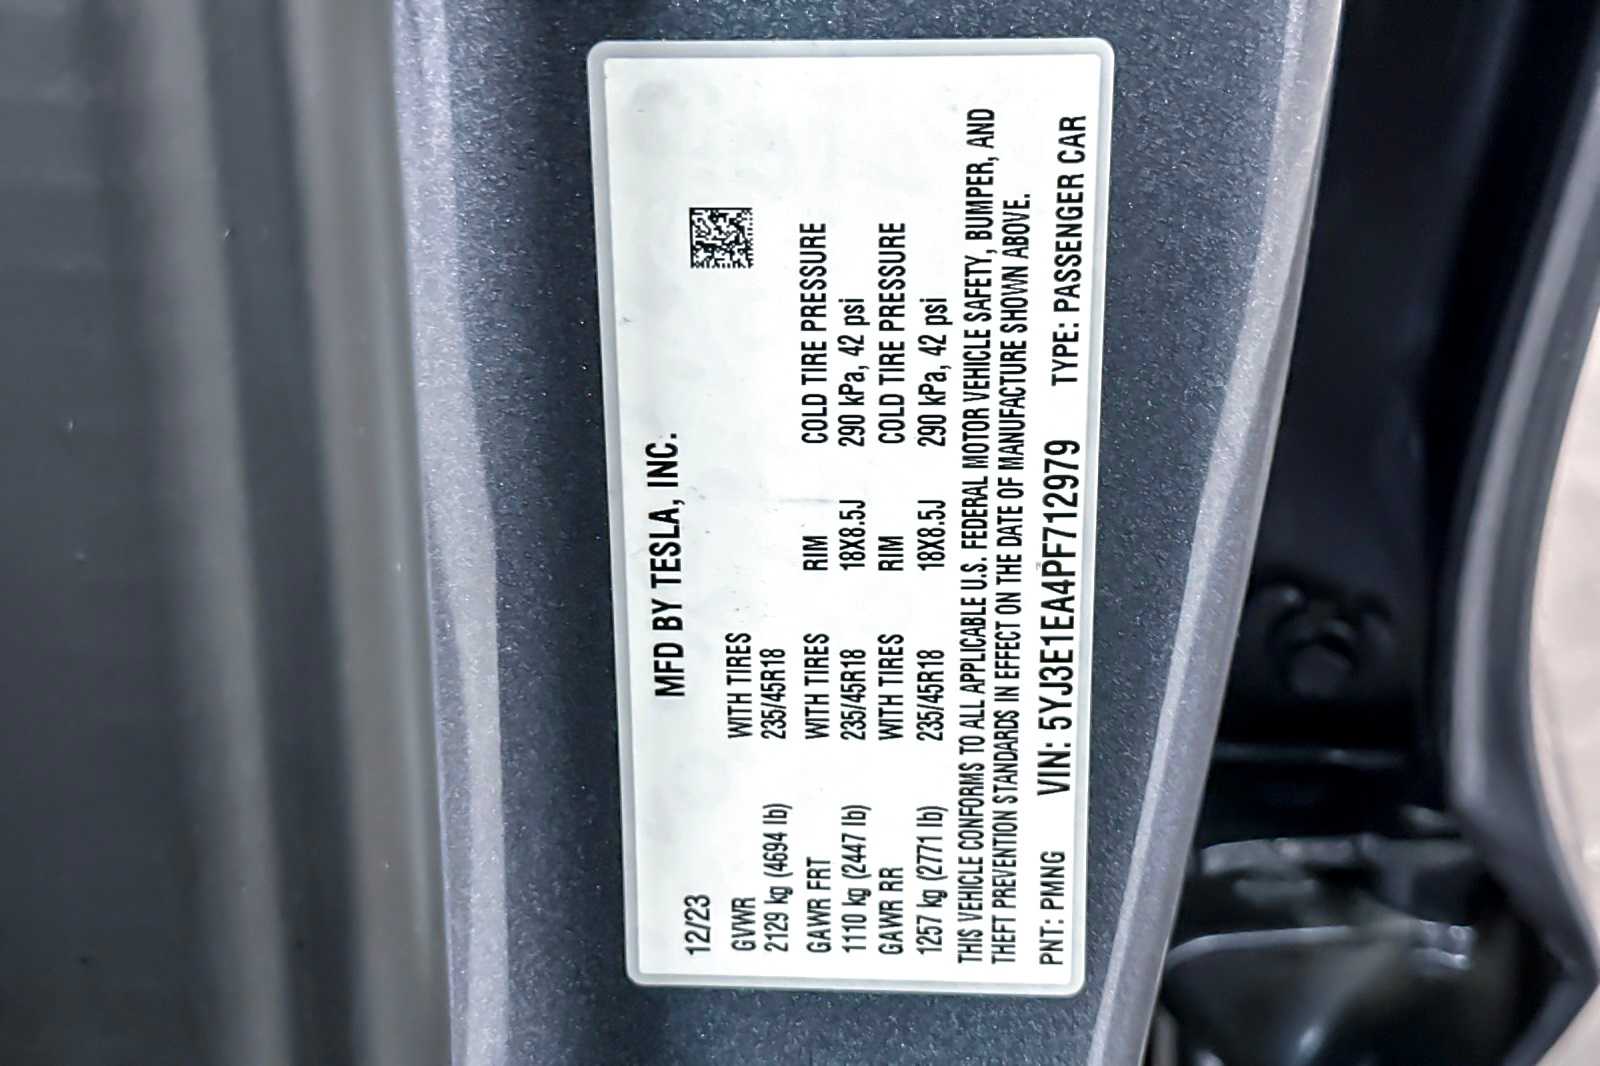 MFD BY TESLA, INC.
12/23
GVWR WITH TIRES
2129 kg (4694 lb) 235/45R18
GAWR FRT WITH TIRES RIM COLD TIRE PRESSURE
1110 kg (2447 lb) 235/45R18 18X8.5J 290 kPa, 42 psi
GAWR RR WITH TIRES RIM COLD TIRE PRESSURE
1257 kg (2771 lb) 235/45R18 18X8.5J 290 kPa, 42 psi
THIS VEHICLE CONFORMS TO ALL APPLICABLE U.S. FEDERAL MOTOR VEHICLE SAFETY, BUMPER, AND
THEFT PREVENTION STANDARDS IN EFFECT ON THE DATE OF MANUFACTURE SHOWN ABOVE.
PNT: PMNG VIN: 5YJ3E1EA4PF712979 TYPE: PASSENGER CAR